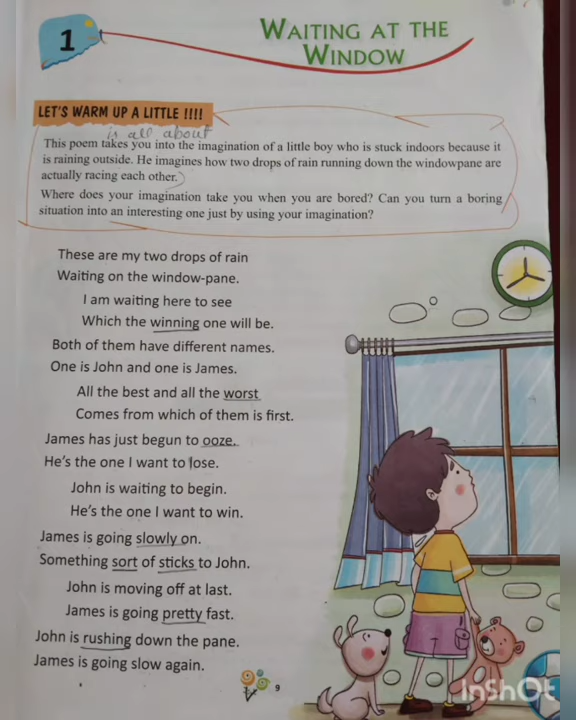 1
WAITING AT THE
WINDOW
LET'S WARM UP A LITTLE !!!!
is all about
This poem takes you into the imagination of a little boy who is stuck indoors because it
is raining outside. He imagines how two drops of rain running down the windowpane are
actually racing each other.
Where does your imagination take you when you are bored? Can you turn a boring
situation into an interesting one just by using your imagination?
These are my two drops of rain
Waiting on the window-pane.
I am waiting here to see
Which the winning one will be.
Both of them have different names.
One is John and one is James.
All the best and all the worst
Comes from which of them is first.
James has just begun to ooze.
He's the one I want to lose.
John is waiting to begin.
He's the one I want to win.
James is going slowly on.
Something sort of sticks to John.
John is moving off at last.
James is going pretty fast.
John is rushing down the pane.
James is going slow again.
9
InShOt